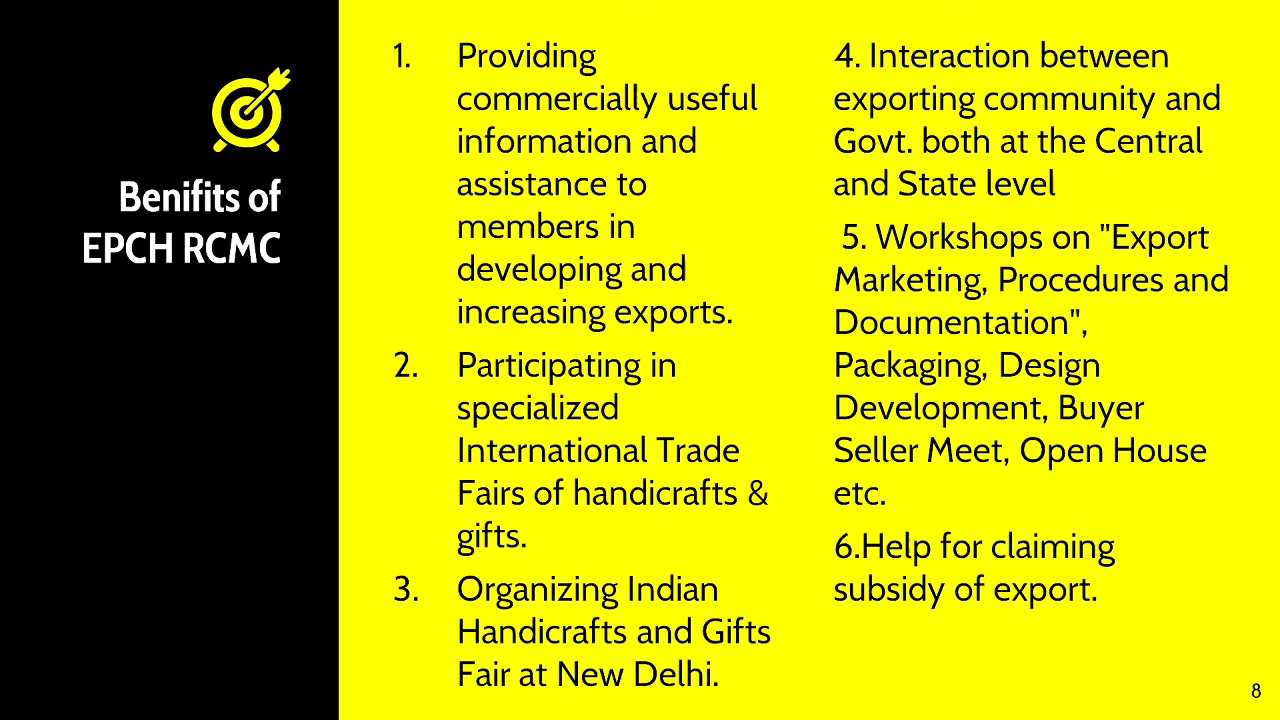 Benifits of
EPCH RCMC
1. Providing
commercially useful
information and
assistance to
members in
developing and
increasing exports.
2. Participating in
specialized
International Trade
Fairs of handicrafts &
gifts.
3. Organizing Indian
Handicrafts and Gifts
Fair at New Delhi.
4. Interaction between
exporting community and
Govt. both at the Central
and State level
5. Workshops on "Export
Marketing, Procedures and
Documentation",
Packaging, Design
Development, Buyer
Seller Meet, Open House
etc.
6.Help for claiming
subsidy of export.
8